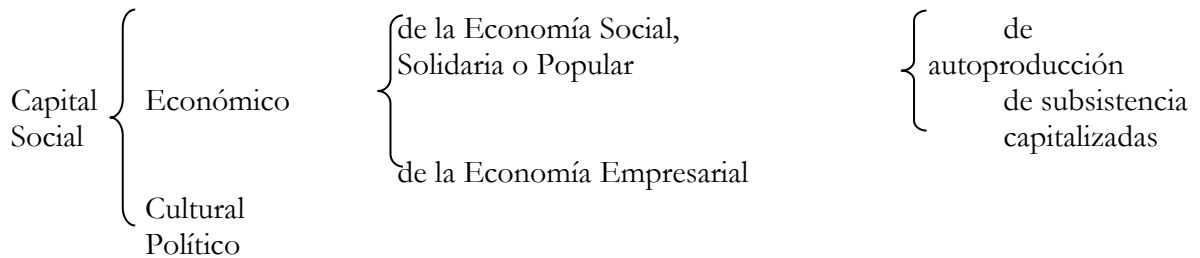 Capital
Social
Económico
Cultural
Político
de la Economía Social,
Solidaria o Popular
de la Economía Empresarial
de
autoproducción
de subsistencia
capitalizadas